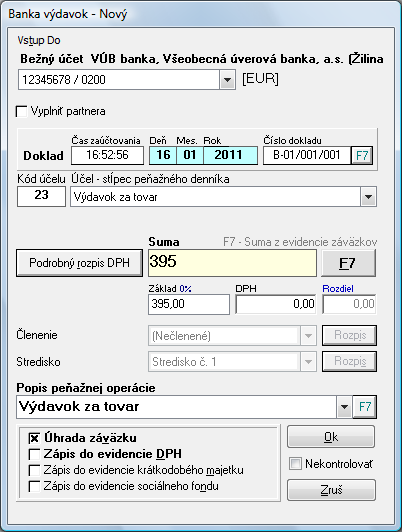 Banka výdavok - Nový
Vstup Do
Bežný účet VÚB banka, Všeobecná úverová banka, a.s. (Žilina
12345678 / 0200 [EUR]
Vyplniť partnera
Čas zaúčtovania Deň Mes. Rok Číslo dokladu
Doklad 16:52:56 16 01 2011 B-01/001/001 F7
Kód účelu Účel - stĺpec peňažného denníka
23 Výdavok za tovar
Suma F7 - Suma z evidencie záväzkov
Podrobný rozpis DPH 395 F7
Základ 0% DPH Rozdiel
395,00 0,00 0,00
Členenie (Nečlenené) Rozpis
Stredisko Stredisko č. 1 Rozpis
Popis peňažnej operácie
Výdavok za tovar F7
Úhrada záväzku Ok
Zápis do evidencie DPH
Zápis do evidencie krátkodobého majetku Nekontrolovať
Zápis do evidencie sociálneho fondu Zruš